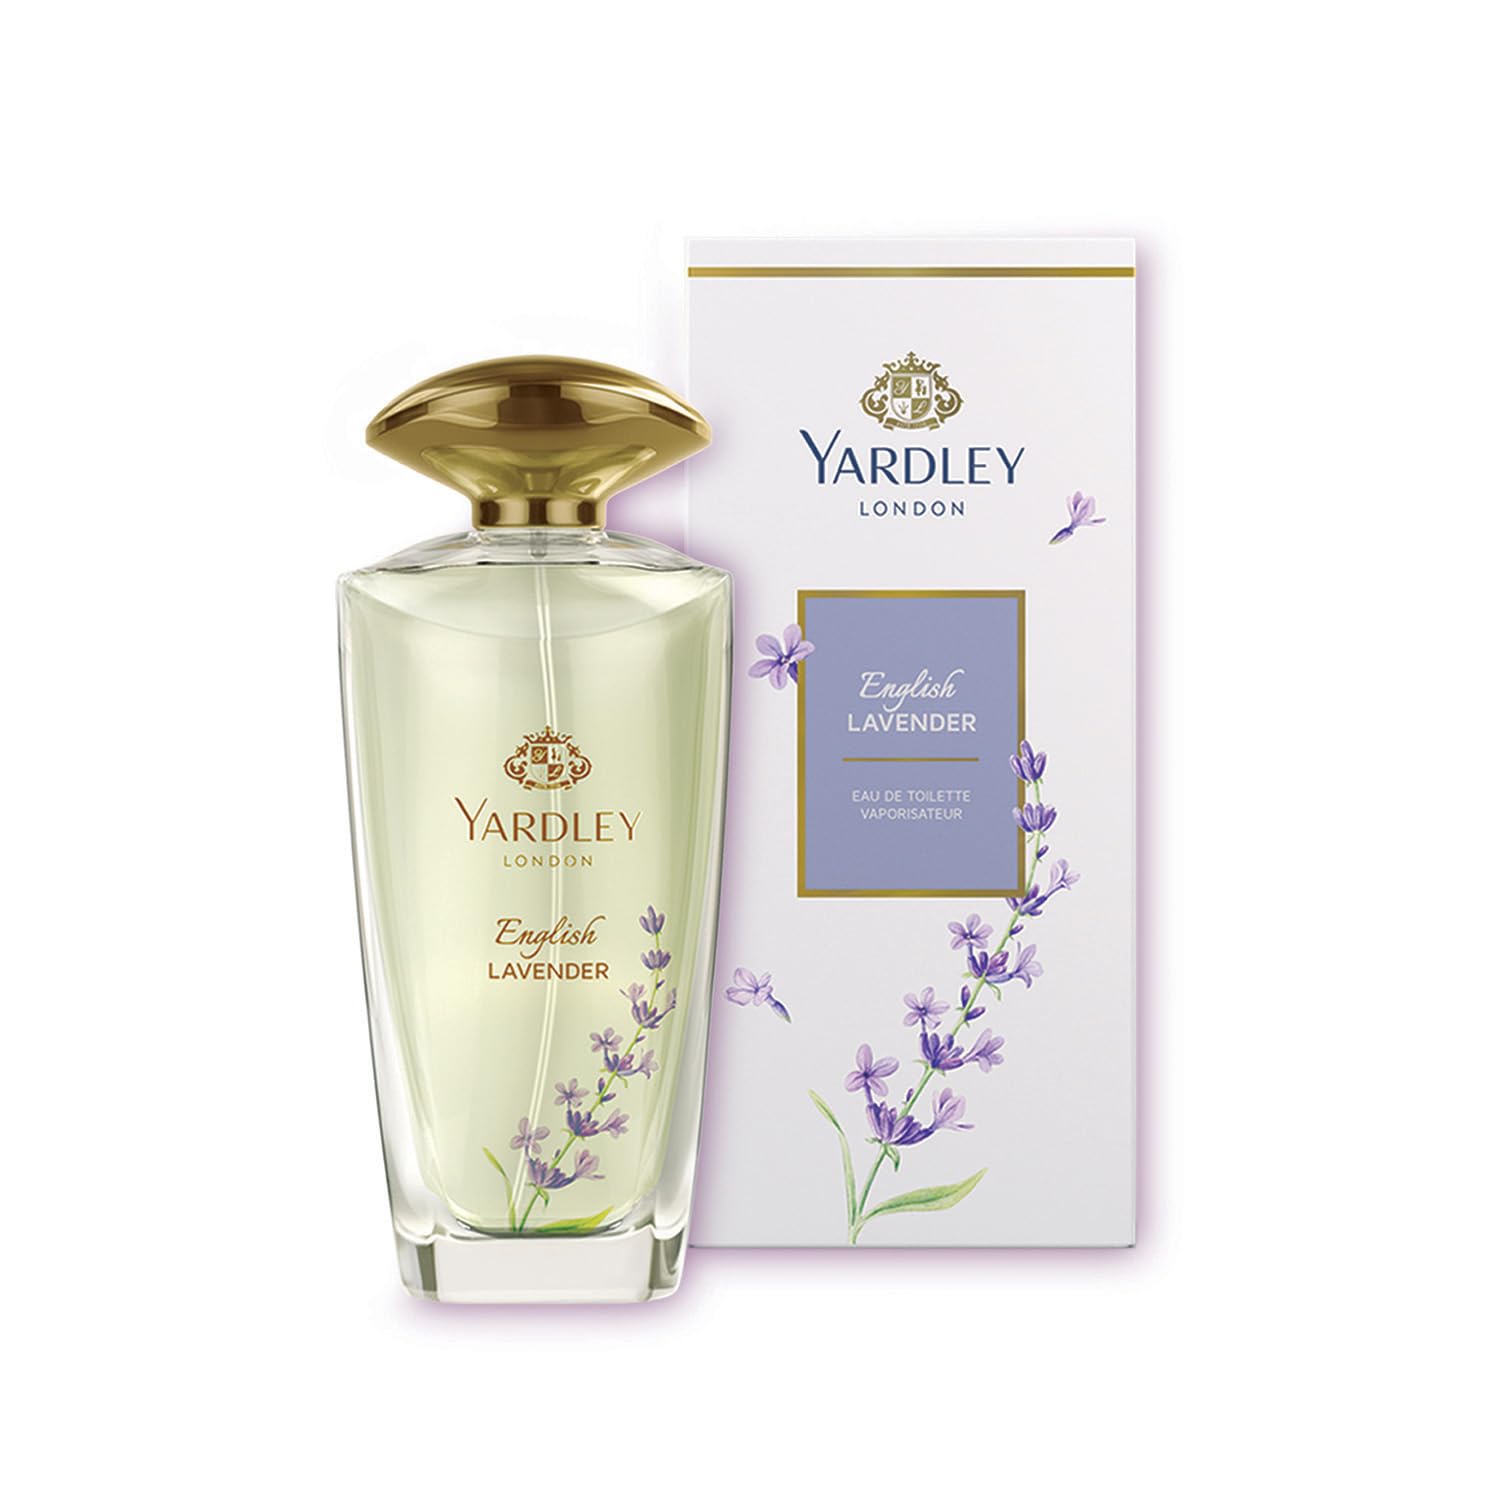 YARDLEY
LONDON
English
LAVENDER
YARDLEY
LONDON
English
LAVENDER
EAU DE TOILETTE
VAPORISATEUR